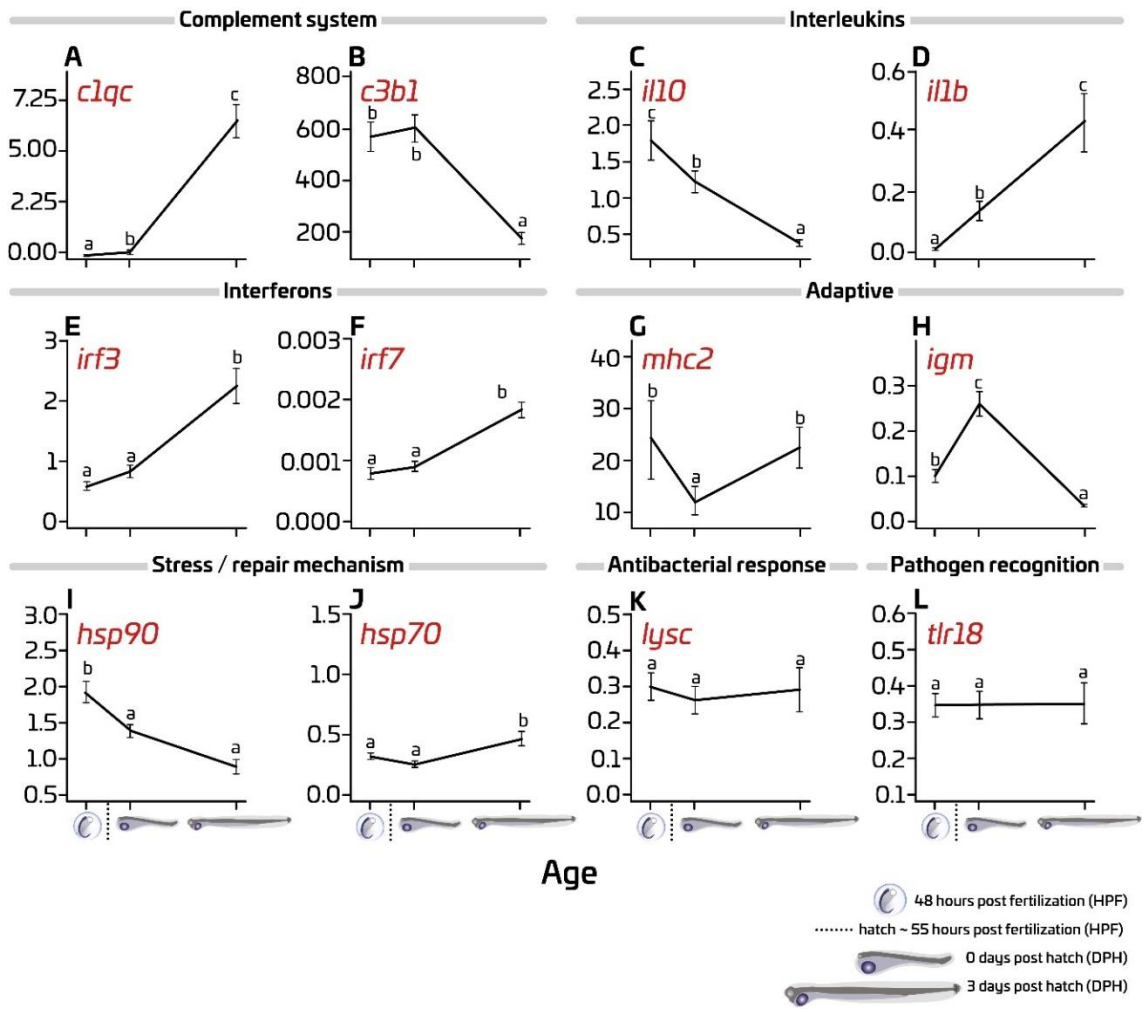 Complement system
Interleukins
A
c1qc
7.25
5.00
2.25
0.00
a
b
c
B
c3b1
800
600
400
200
b
b
a
C
il10
2.5
2.0
1.5
1.0
0.5
c
b
a
D
il1b
0.6
0.4
0.2
0.0
a
b
c
Interferons
Adaptive
E
irf3
3
2
1
0
a
a
b
F
irf7
0.003
0.002
0.001
0.000
a
a
b
G
mhc2
40
30
20
10
b
a
b
H
igm
0.3
0.2
0.1
0.0
b
c
a
Stress / repair mechanism
Antibacterial response
Pathogen recognition
I
hsp90
3.0
2.5
2.0
1.5
1.0
0.5
b
a
a
J
hsp70
1.5
1.0
0.5
0.0
a
a
b
K
lysc
0.5
0.4
0.3
0.2
0.1
0.0
a
a
a
L
tlr18
0.6
0.5
0.4
0.3
0.2
0.1
a
a
a
Age
48 hours post fertilization (HPF)
hatch ~ 55 hours post fertilization (HPF)
0 days post hatch (DPH)
3 days post hatch (DPH)